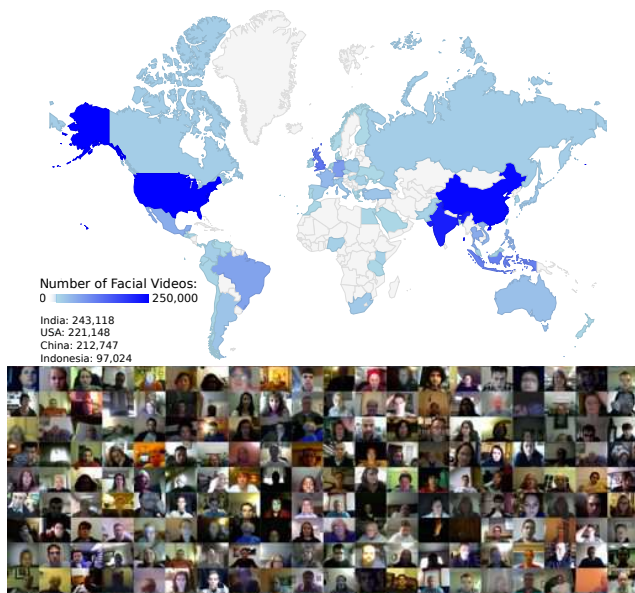 Number of Facial Videos:
0 250,000
India: 243,118
USA: 221,148
China: 212,747
Indonesia: 97,024